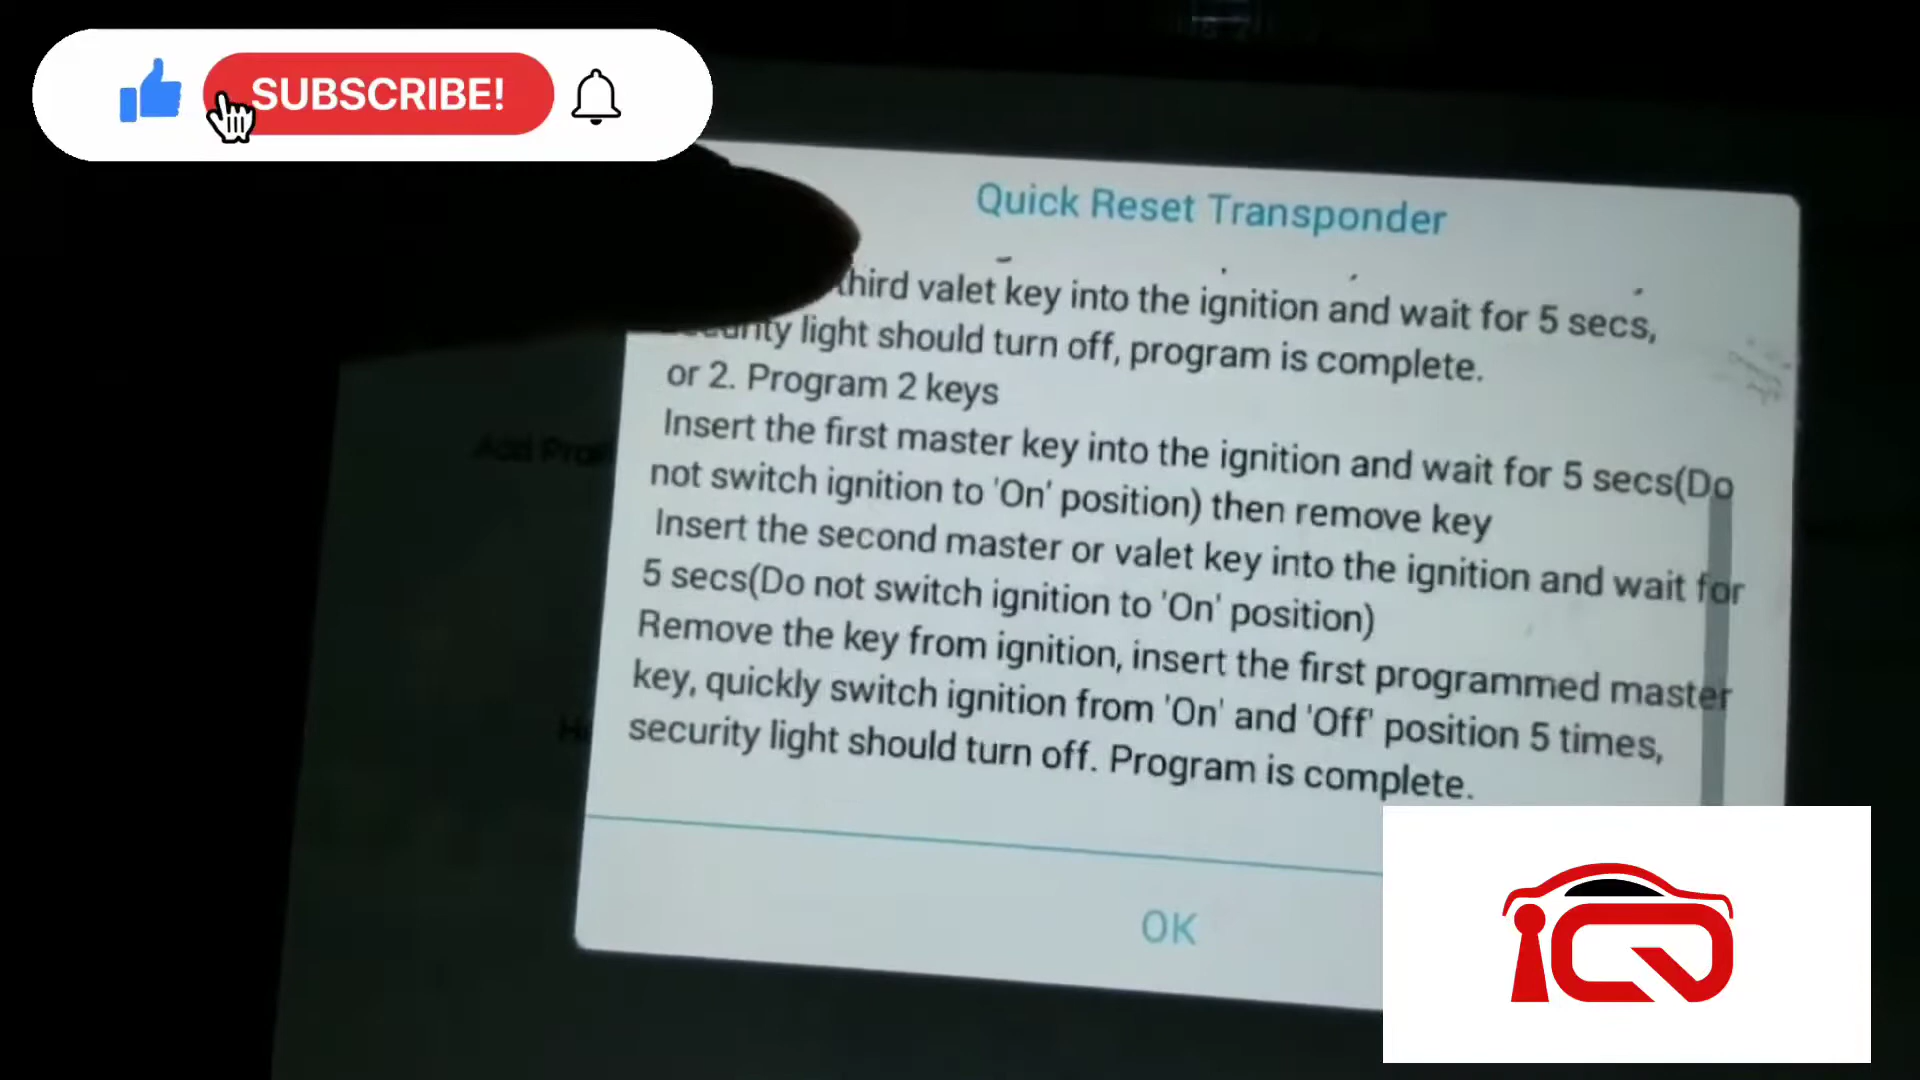 SUBSCRIBE!
Quick Reset Transponder
third valet key into the ignition and wait for 5 secs,
light should turn off, program is complete.
or 2. Program 2 keys
Insert the first master key into the ignition and wait for 5 secs(Do
not switch ignition to 'On' position) then remove key
Insert the second master or valet key into the ignition and wait for
5 secs(Do not switch ignition to 'On' position)
Remove the key from ignition, insert the first programmed master
key, quickly switch ignition from 'On' and 'Off' position 5 times,
security light should turn off. Program is complete.
OK
iQ